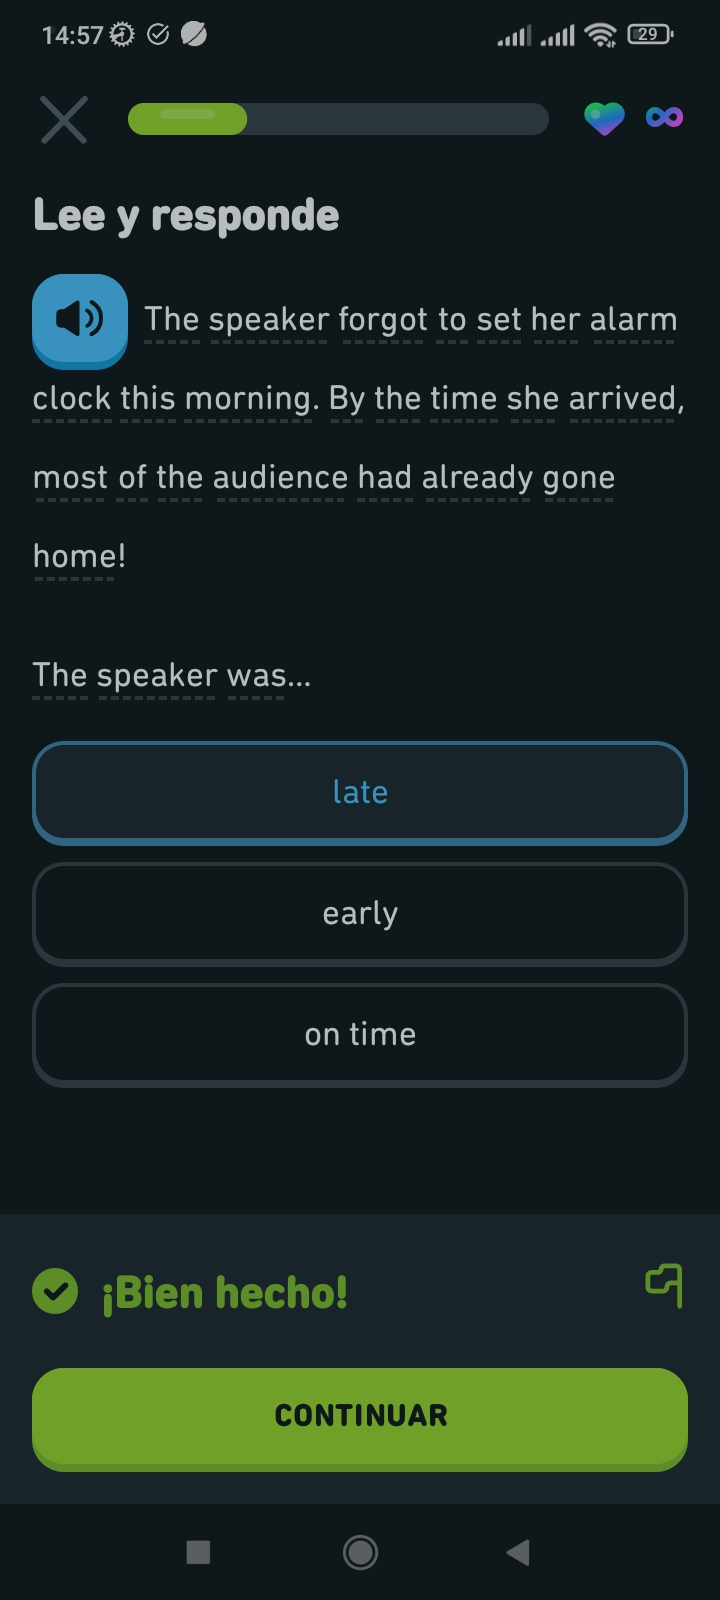 14:57
29
Lee y responde
The speaker forgot to set her alarm
clock this morning. By the time she arrived,
most of the audience had already gone
home!
The speaker was...
late
early
on time
¡Bien hecho!
CONTINUAR